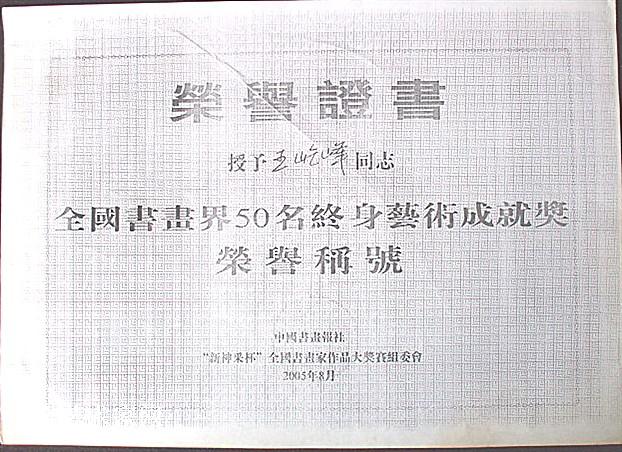 榮譽證書
授予王屹峰同志
全國書畫界50名終身藝術成就獎
榮譽稱號
中國書畫報社
“新神采杯”全國書畫家作品大獎賽組委會
2005年8月